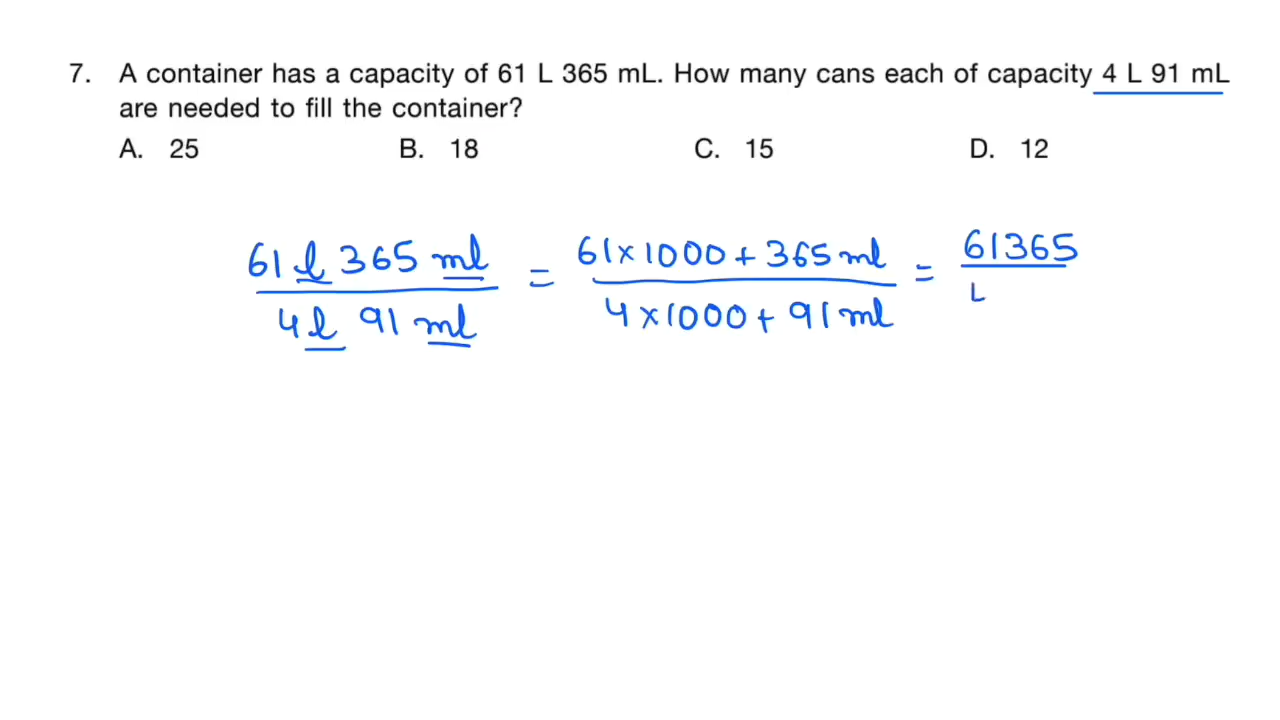 7. A container has a capacity of 61 L 365 mL. How many cans each of capacity 4 L 91 mL
are needed to fill the container?
A. 25 B. 18 C. 15 D. 12
61 l 365 ml = 61 x 1000 + 365 ml = 61365
4 l 91 ml 4 x 1000 + 91 ml